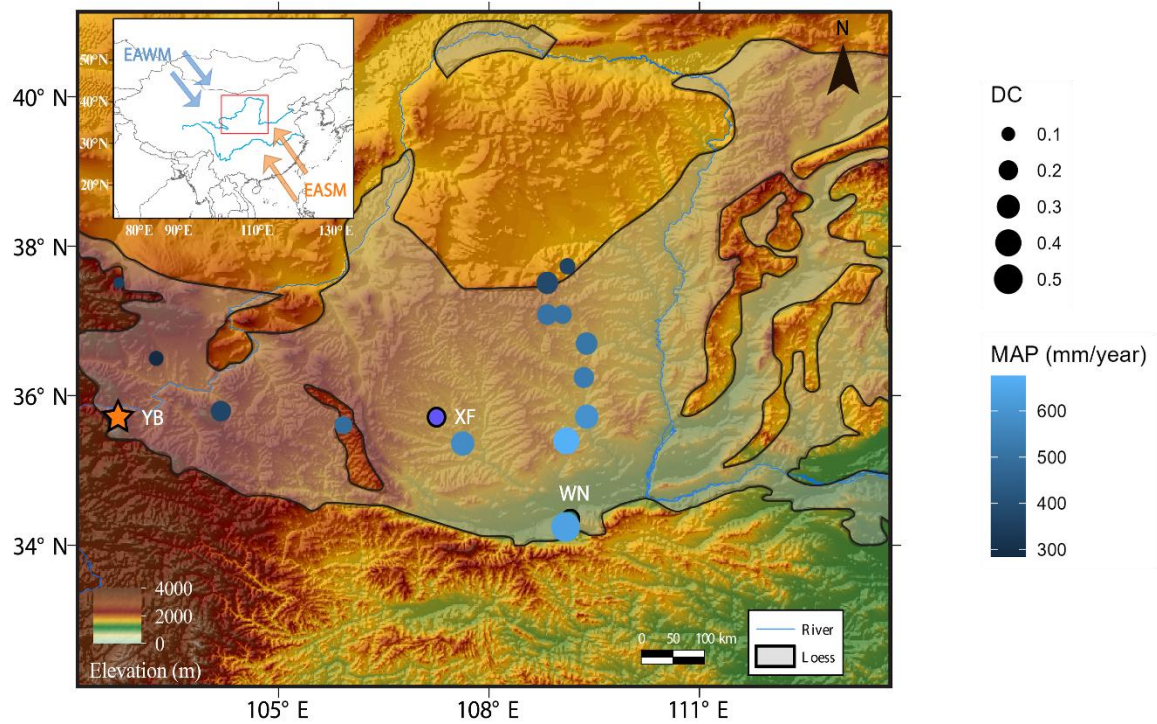 EAWM
EASM
50°N
40°N
30°N
20°N
80°E 90°E 110°E 130°E
N
40° N
38° N
36° N
34° N
105° E 108° E 111° E
YB
XF
WN
4000
2000
0
Elevation (m)
0 50 100 km
River
Loess
DC
0.1
0.2
0.3
0.4
0.5
MAP (mm/year)
600
500
400
300